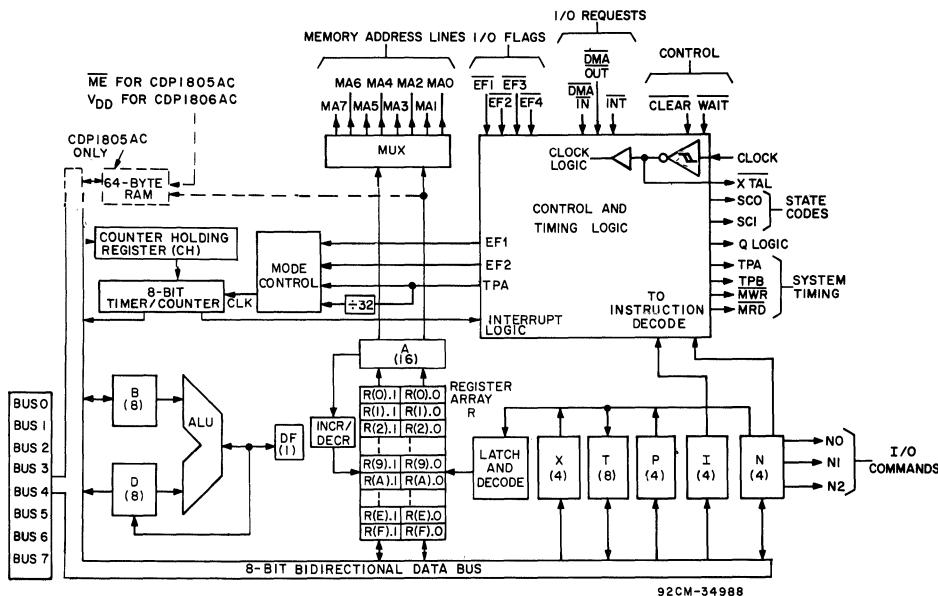 I/O REQUESTS
MEMORY ADDRESS LINES
I/O FLAGS
CONTROL
DMA
OUT
MA6 MA4 MA2 MA0
MA7 MA5 MA3 MA1
EF1 EF3
EF2 EF4
DMA
IN
INT
CLEAR WAIT
ME FOR CDP1805AC
VDD FOR CDP1806AC
CDP1805AC
ONLY
64-BYTE
RAM
MUX
CLOCK
LOGIC
CLOCK
XTAL
SC0
SC1
STATE
CODES
CONTROL AND
TIMING LOGIC
Q LOGIC
TPA
TPB
MWR
MRD
SYSTEM
TIMING
COUNTER HOLDING
REGISTER (CH)
8-BIT
TIMER/COUNTER
CLK
MODE
CONTROL
EF1
EF2
TPA
÷32
INTERRUPT
LOGIC
TO
INSTRUCTION
DECODE
A
(16)
REGISTER
ARRAY
R
R(0).1 R(0).0
R(1).1 R(1).0
R(2).1 R(2).0
R(9).1 R(9).0
R(A).1 R(A).0
R(E).1 R(E).0
R(F).1 R(F).0
BUS 0
BUS 1
BUS 2
BUS 3
BUS 4
BUS 5
BUS 6
BUS 7
B
(8)
D
(8)
ALU
DF
(1)
INCR/
DECR
LATCH
AND
DECODE
X
(4)
T
(8)
P
(4)
I
(4)
N
(4)
N0
N1
N2
I/O
COMMANDS
8-BIT BIDIRECTIONAL DATA BUS
92CM-34988